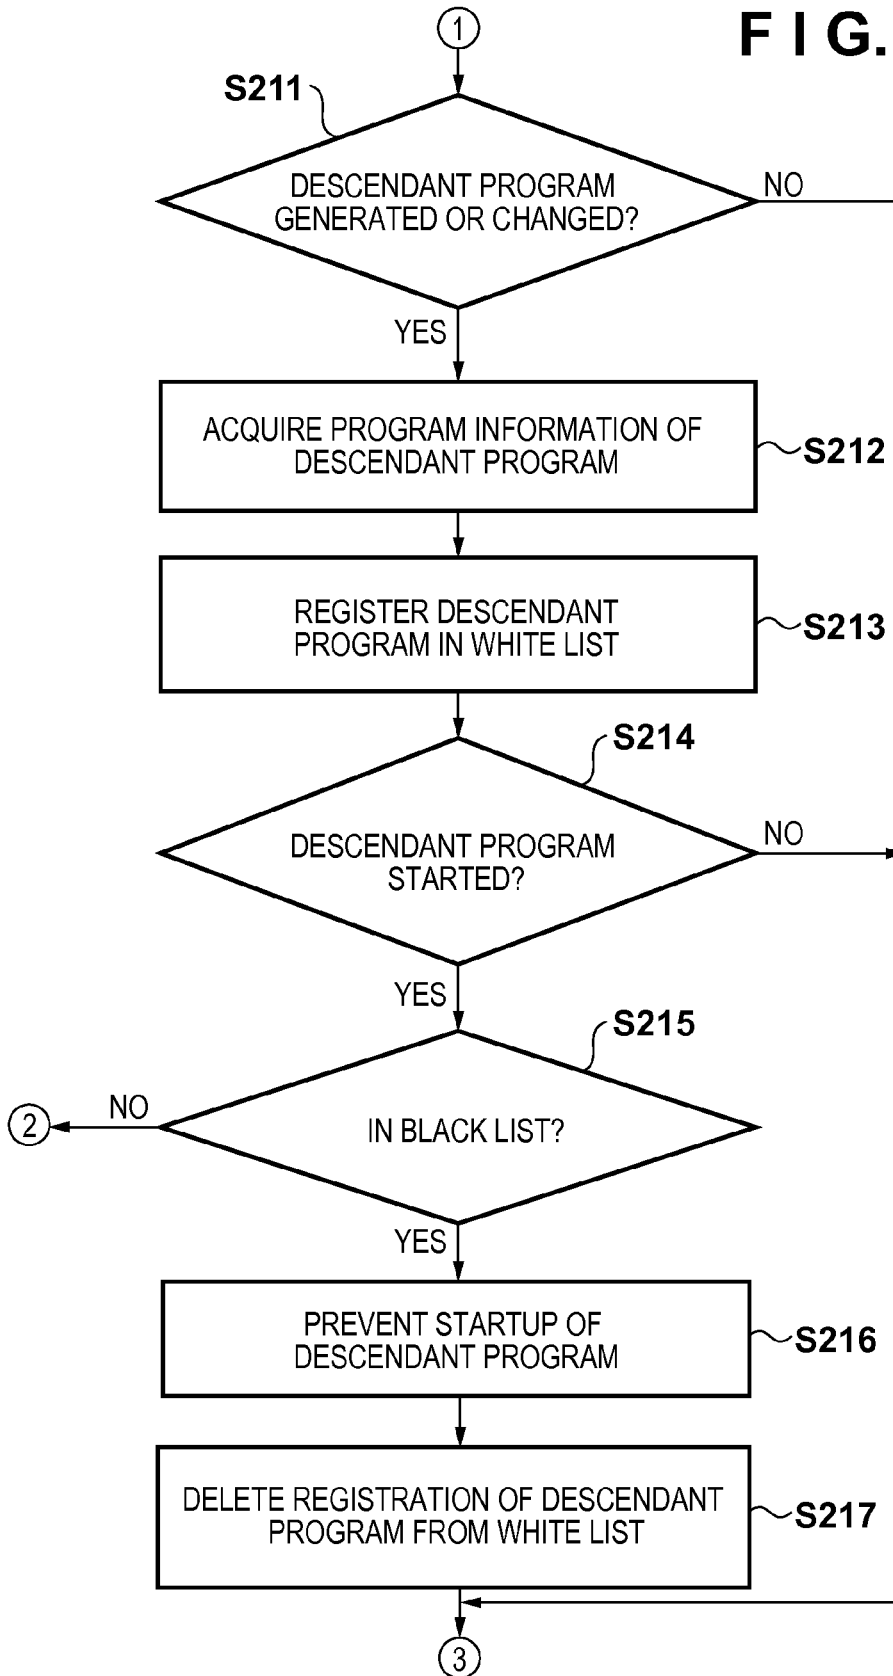 1
F I G.
S211
DESCENDANT PROGRAM
GENERATED OR CHANGED?
NO
YES
ACQUIRE PROGRAM INFORMATION OF
DESCENDANT PROGRAM
S212
REGISTER DESCENDANT
PROGRAM IN WHITE LIST
S213
S214
DESCENDANT PROGRAM
STARTED?
NO
YES
S215
IN BLACK LIST?
NO
2
YES
PREVENT STARTUP OF
DESCENDANT PROGRAM
S216
DELETE REGISTRATION OF DESCENDANT
PROGRAM FROM WHITE LIST
S217
3